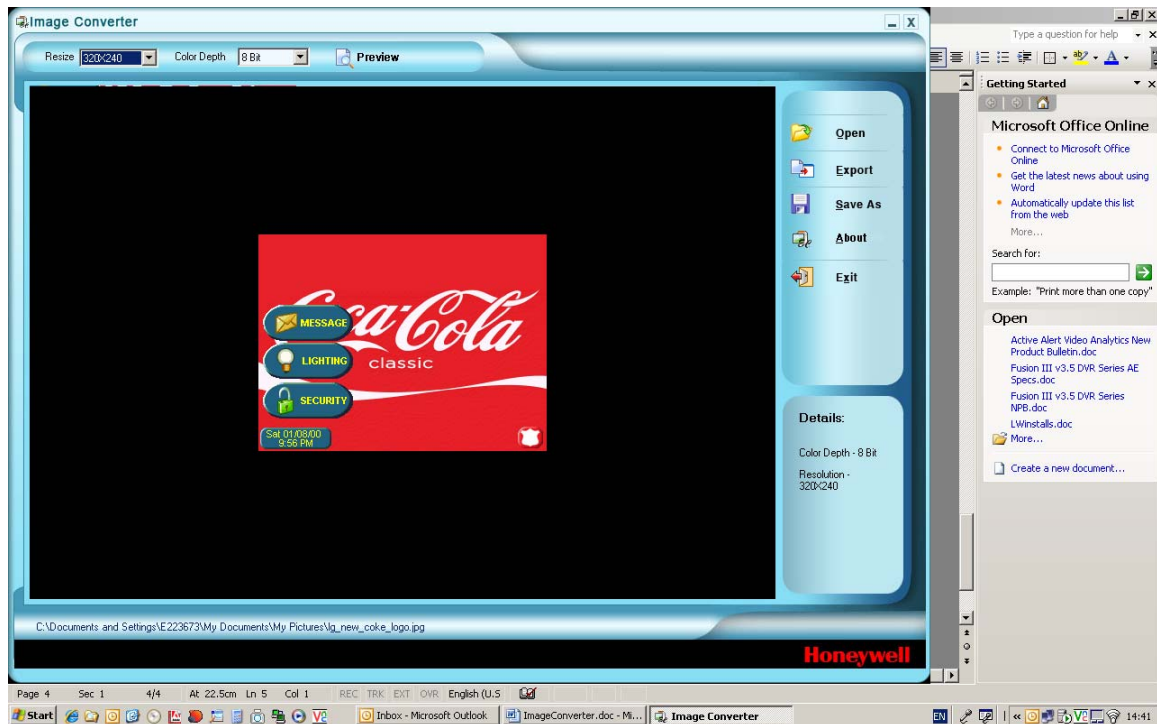 Image Converter
Resize 320X240 Color Depth 8 Bit Preview
Open
Export
Save As
About
Exit
Coca-Cola
classic
MESSAGE
LIGHTING
SECURITY
Sat 01/08/00
9:56 PM
Details:
Color Depth - 8 Bit
Resolution -
320X240
C:\Documents and Settings\E223673\My Documents\My Pictures\lg_new_coke_logo.jpg
Honeywell
Type a question for help
Getting Started
Microsoft Office Online
Connect to Microsoft Office
Online
Get the latest news about using
Word
Automatically update this list
from the web
More...
Search for:
Example: "Print more than one copy"
Open
Active Alert Video Analytics New
Product Bulletin.doc
Fusion III v3.5 DVR Series AE
Specs.doc
Fusion III v3.5 DVR Series
NPB.doc
LWinstalls.doc
More...
Create a new document...
Page 4 Sec 1 4/4 At 22.5cm Ln 5 Col 1 REC TRK EXT OVR English (U.S
Start Inbox - Microsoft Outlook ImageConverter.doc - Mi... Image Converter EN 14:41